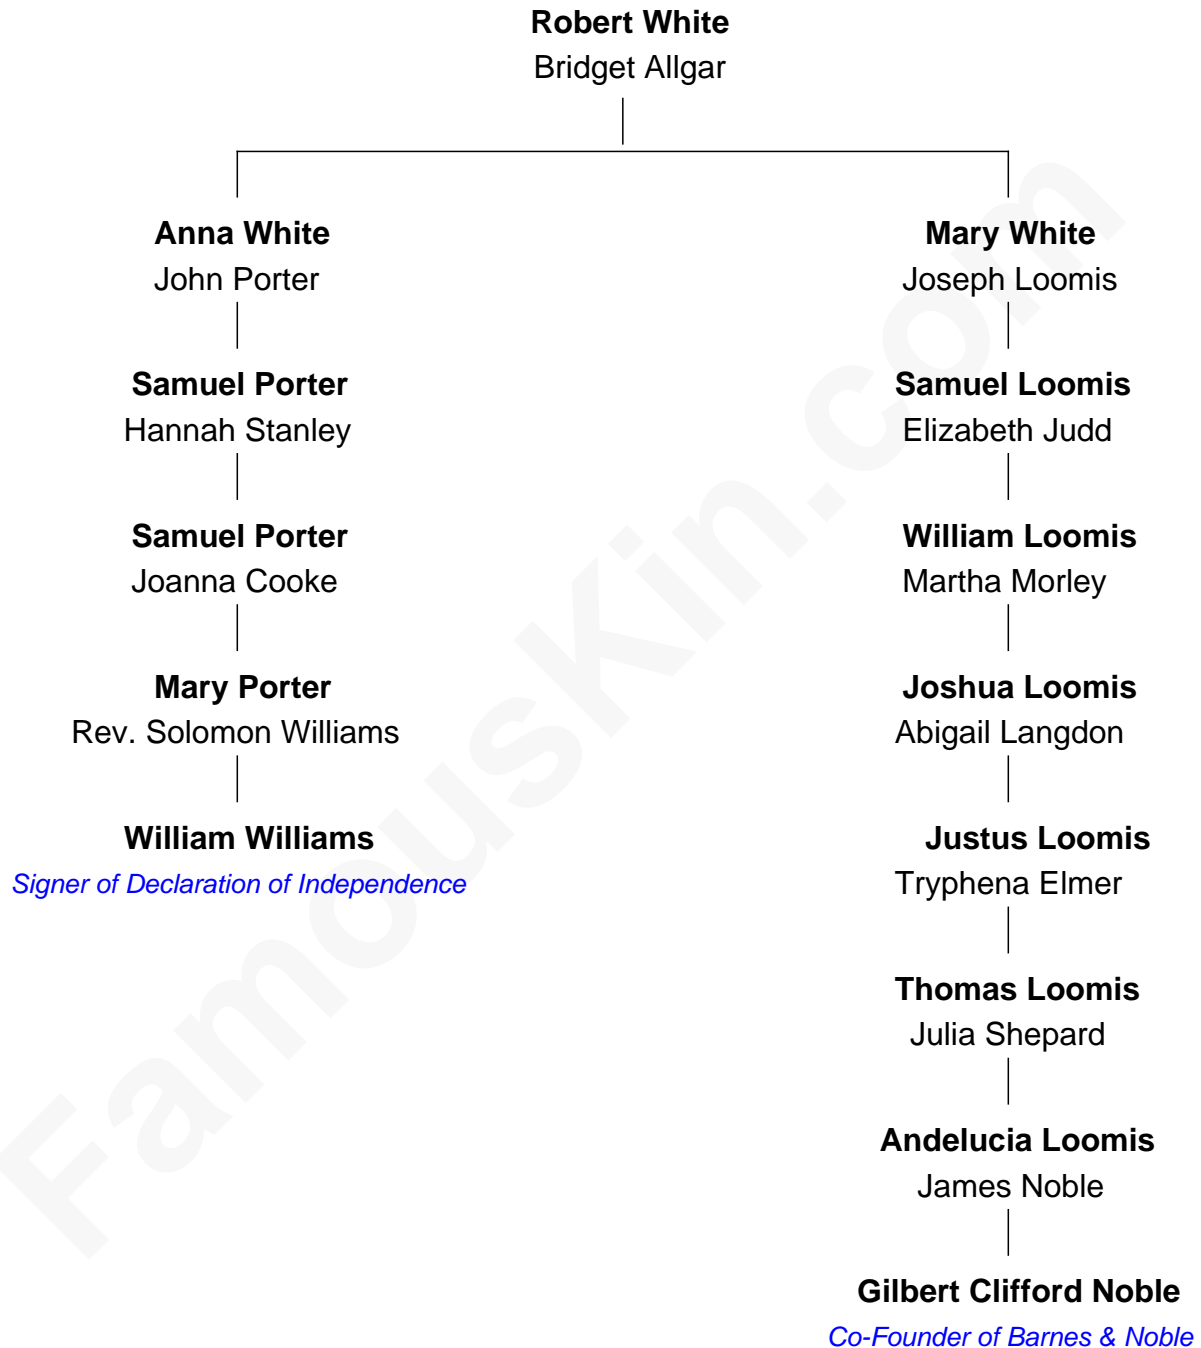 Robert White
Bridget Allgar
Anna White
John Porter
Samuel Porter
Hannah Stanley
Samuel Porter
Joanna Cooke
Mary Porter
Rev. Solomon Williams
William Williams
Signer of Declaration of Independence
Mary White
Joseph Loomis
Samuel Loomis
Elizabeth Judd
William Loomis
Martha Morley
Joshua Loomis
Abigail Langdon
Justus Loomis
Tryphena Elmer
Thomas Loomis
Julia Shepard
Andelucia Loomis
James Noble
Gilbert Clifford Noble
Co-Founder of Barnes & Noble
FamousKin.com